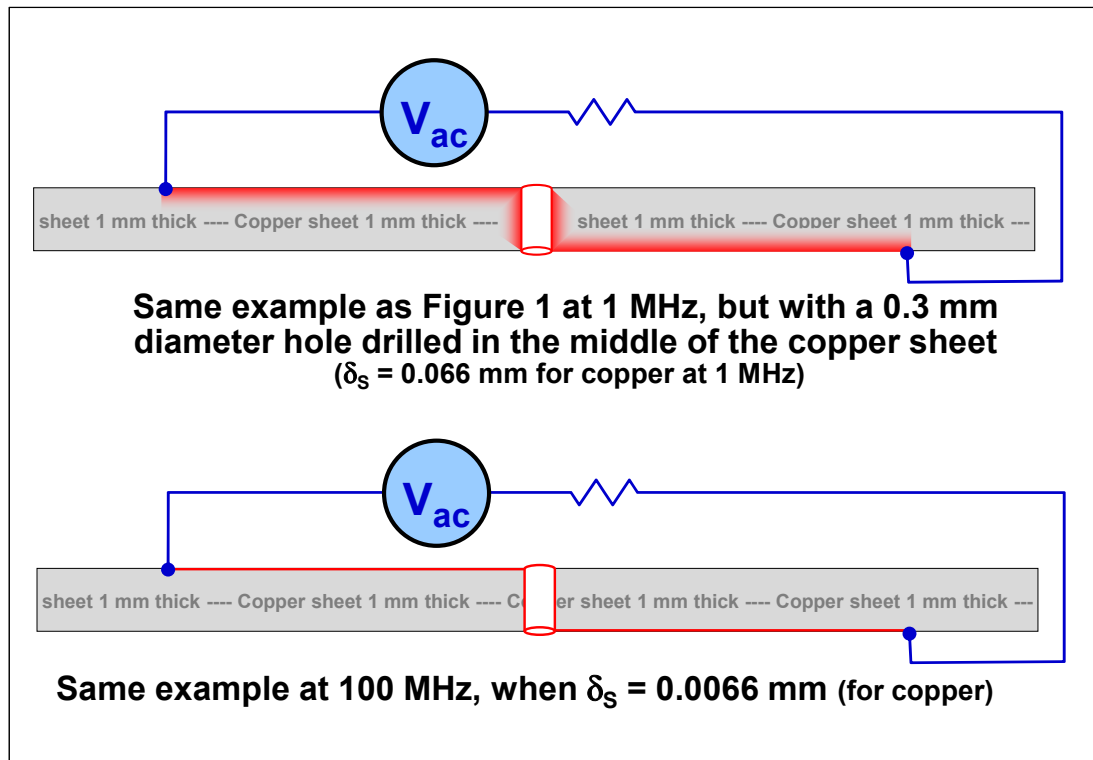 V_ac
sheet 1 mm thick ---- Copper sheet 1 mm thick ---- sheet 1 mm thick ---- Copper sheet 1 mm thick ---
Same example as Figure 1 at 1 MHz, but with a 0.3 mm
diameter hole drilled in the middle of the copper sheet
(δ_S = 0.066 mm for copper at 1 MHz)
V_ac
sheet 1 mm thick ---- Copper sheet 1 mm thick ---- C er sheet 1 mm thick ---- Copper sheet 1 mm thick ---
Same example at 100 MHz, when δ_S = 0.0066 mm (for copper)